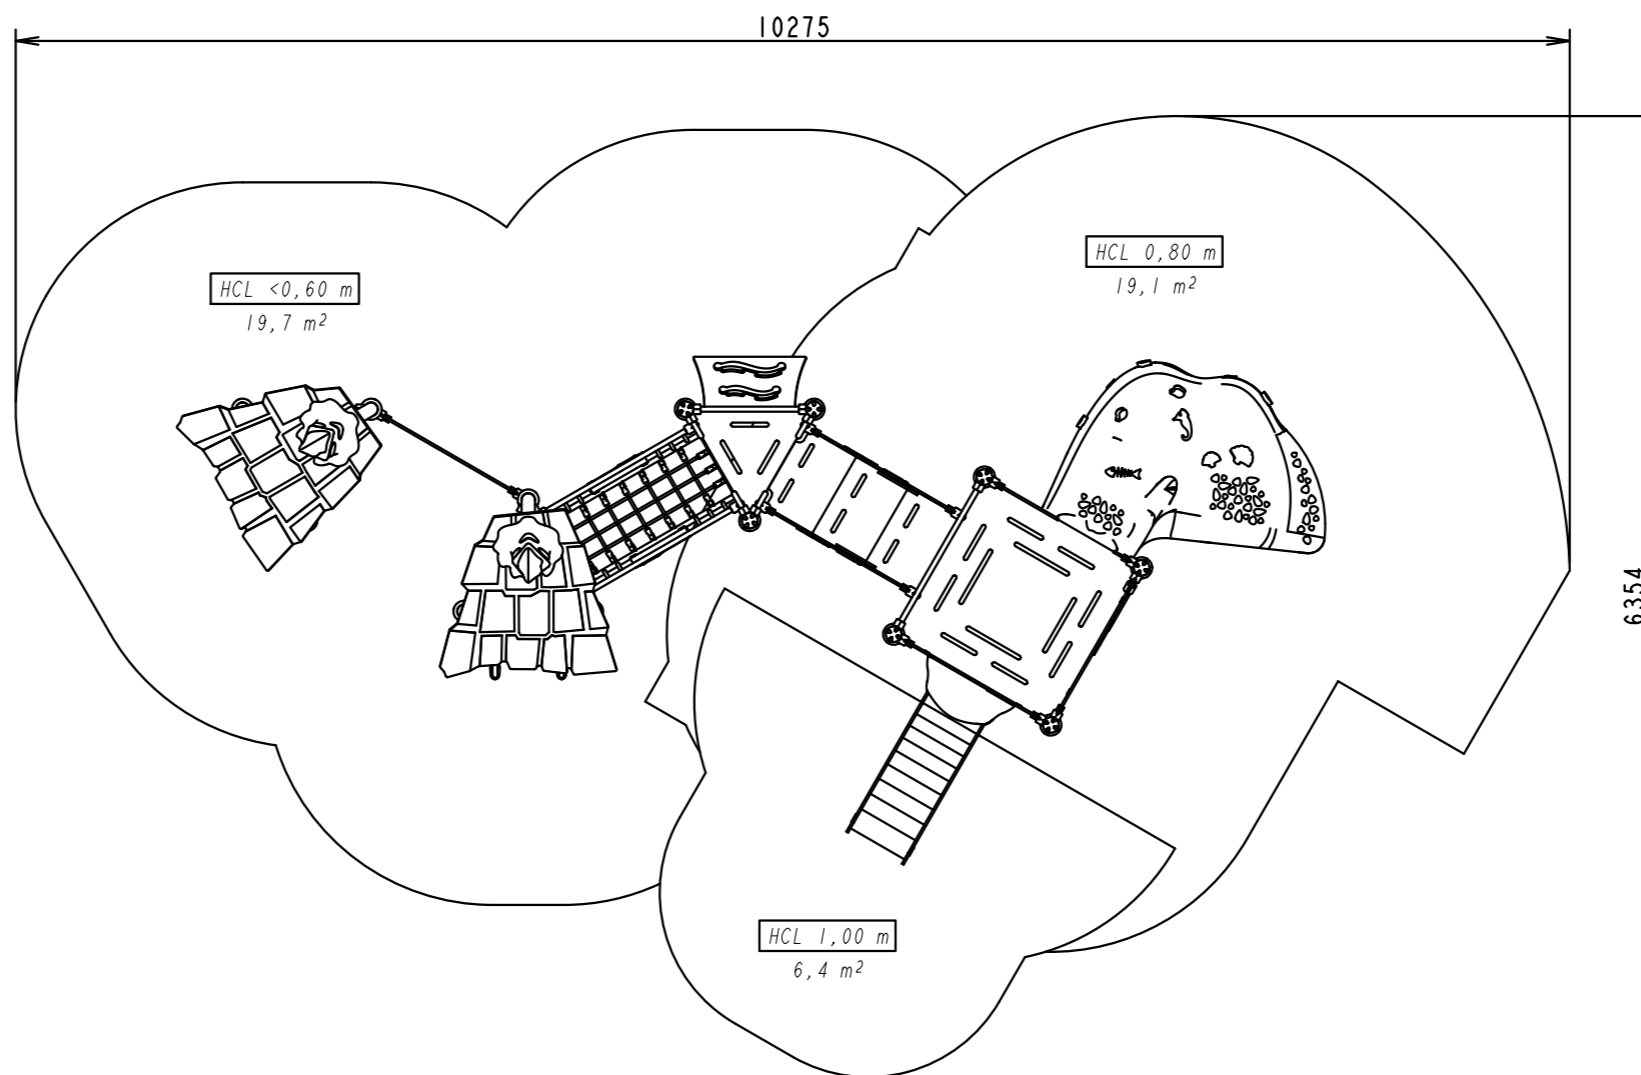 10275
HCL 0,80 m
19,1 m²
HCL <0,60 m
19,7 m²
6354
HCL 1,00 m
6,4 m²